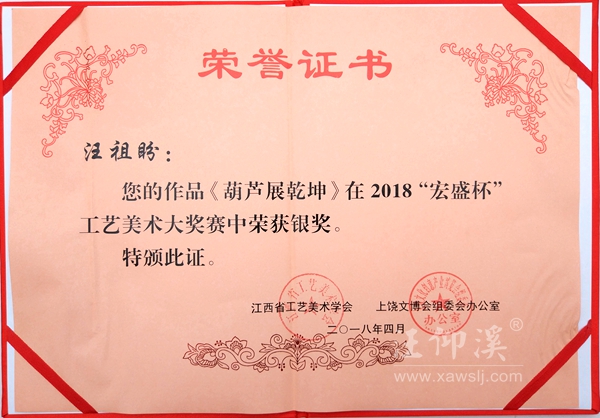 荣誉证书
汪祖盼：
您的作品《葫芦展乾坤》在2018“宏盛杯”
工艺美术大奖赛中荣获银奖。
特颁此证。
江西省工艺美术学会 上饶文博会组委会办公室
二〇一八年四月
办公室
汪仰溪®
www.xawslj.com